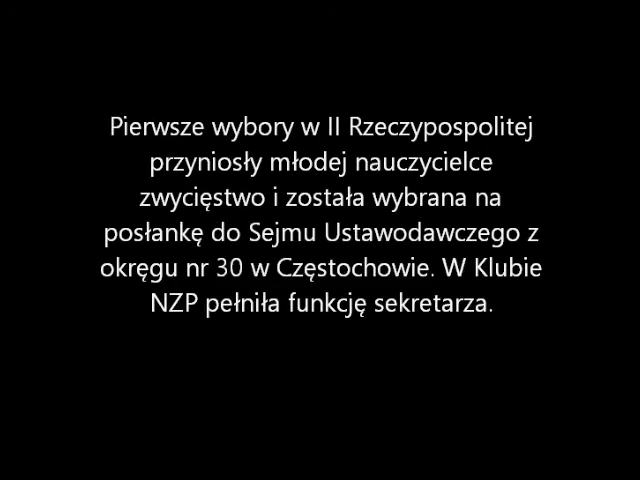 Pierwsze wybory w II Rzeczypospolitej
przyniosły młodej nauczycielce
zwycięstwo i została wybrana na
posłankę do Sejmu Ustawodawczego z
okręgu nr 30 w Częstochowie. W Klubie
NZP pełniła funkcję sekretarza.